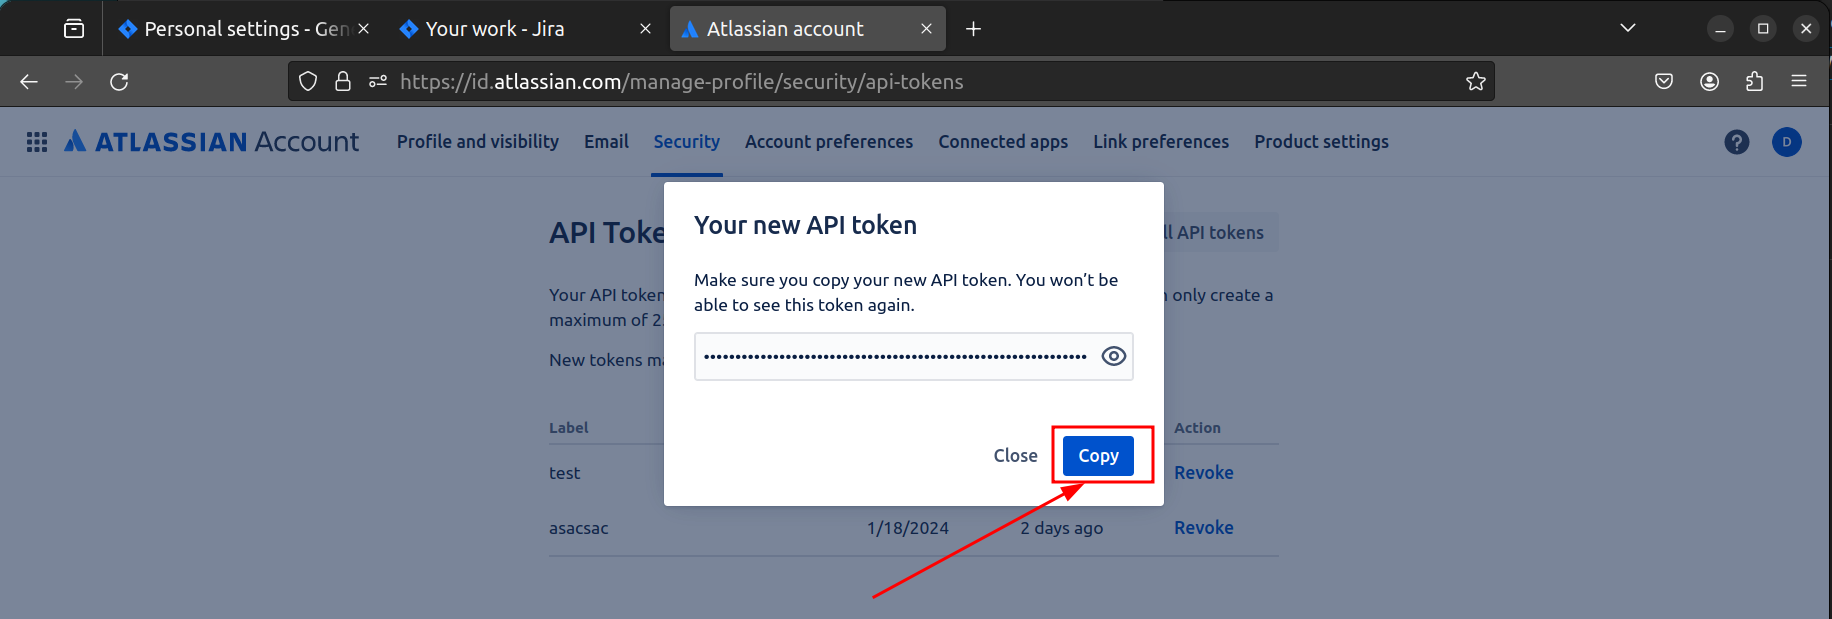 Personal settings - Gen
Your work - Jira
Atlassian account
https://id.atlassian.com/manage-profile/security/api-tokens
ATLASSIAN Account
Profile and visibility
Email
Security
Account preferences
Connected apps
Link preferences
Product settings
?
D
API Toke
ll API tokens
Your new API token
Make sure you copy your new API token. You won’t be
able to see this token again.
Your API token
only create a
maximum of 2
New tokens ma
Close
Copy
Label
Action
test
Revoke
asacsac
1/18/2024
2 days ago
Revoke